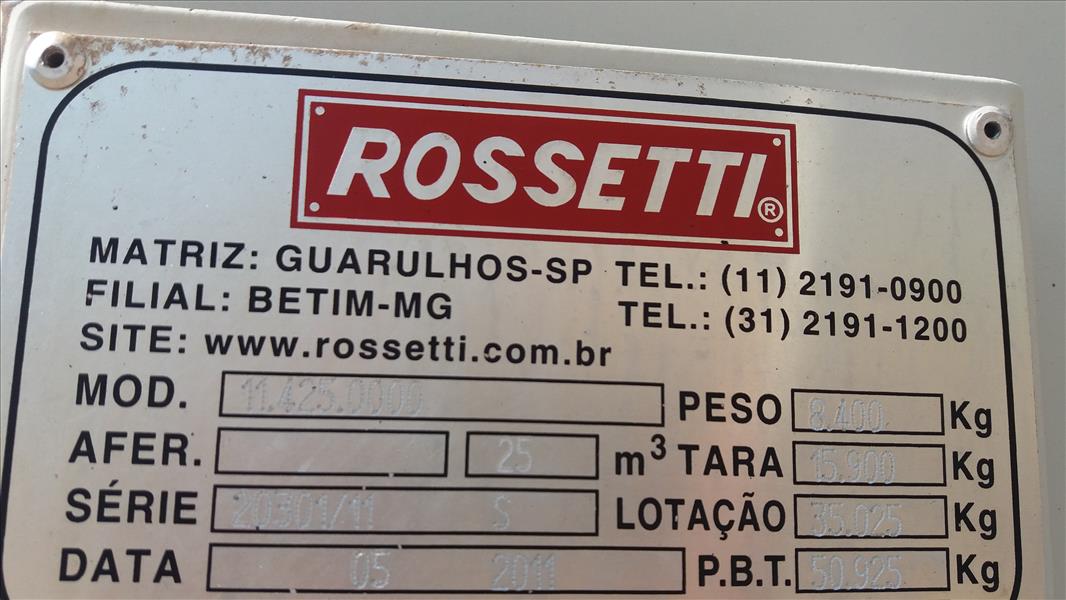 ROSSETTI®
MATRIZ: GUARULHOS-SP TEL.: (11) 2191-0900
FILIAL: BETIM-MG TEL.: (31) 2191-1200
SITE: www.rossetti.com.br
MOD. 11.425.0000 PESO 8.400 Kg
AFER. 25 m³ TARA 15.900 Kg
SÉRIE 20301/11 S LOTAÇÃO 35.025 Kg
DATA 05 2011 P.B.T. 50.925 Kg